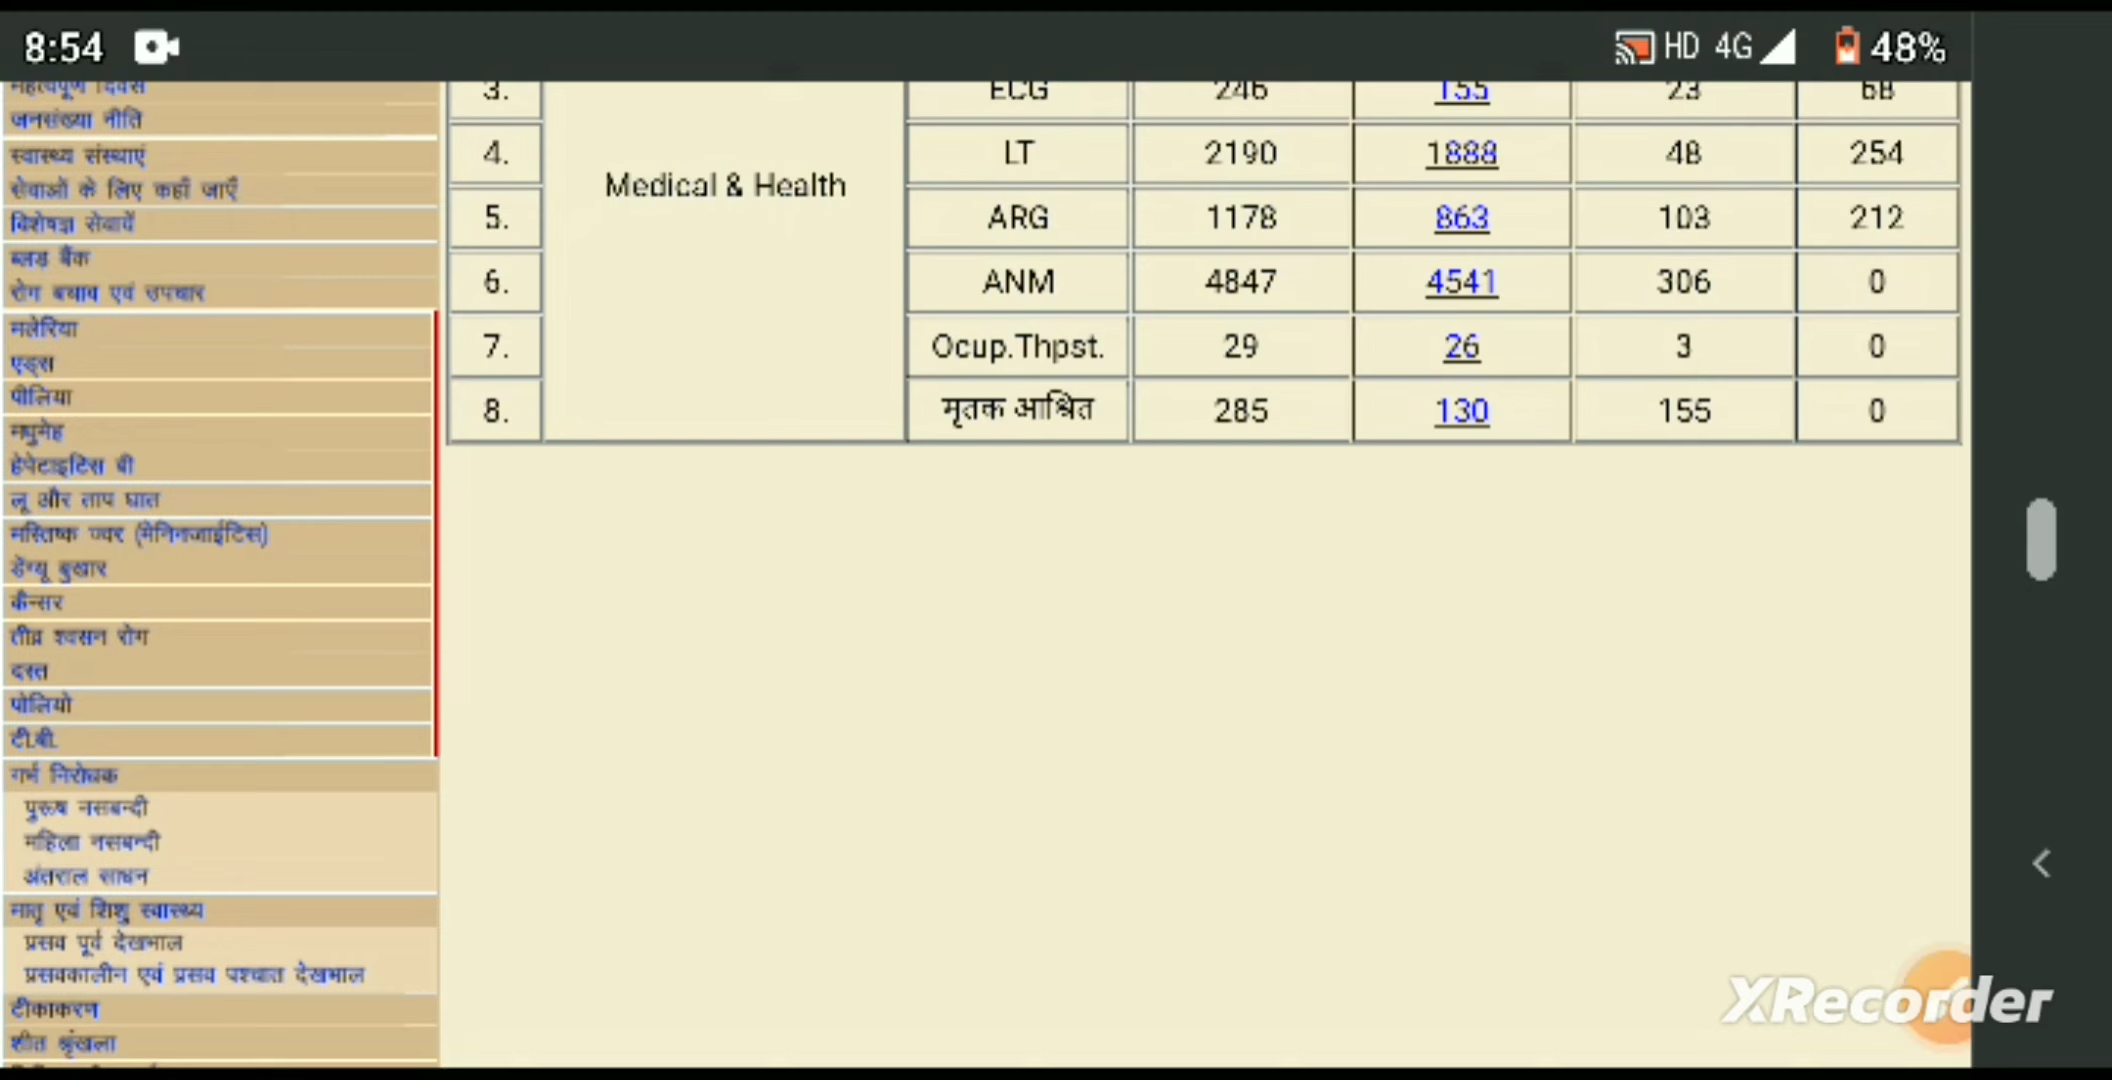 8:54 HD 4G 48%
महत्वपूर्ण दिवस
जनसंख्या नीति
स्वास्थ्य संस्थाएं
सेवाओं के लिए कहाँ जाएँ
विशेषज्ञ सेवायें
ब्लड बैंक
रोग बचाव एवं उपचार
मलेरिया
एड्स
पीलिया
मधुमेह
हेपेटाइटिस बी
लू और ताप घात
मस्तिष्क ज्वर (मेनिनजाईटिस)
डेंग्यू बुखार
कैन्सर
तीव्र श्वसन रोग
दस्त
पोलियो
टी.बी.
गर्भ निरोधक
पुरूष नसबन्दी
महिला नसबन्दी
अंतराल साधन
मातृ एवं शिशु स्वास्थ्य
प्रसव पूर्व देखभाल
प्रसवकालीन एवं प्रसव पश्चात देखभाल
टीकाकरण
शीत श्रृंखला
Medical & Health
3. ECG 246 155 23 68
4. LT 2190 1888 48 254
5. ARG 1178 863 103 212
6. ANM 4847 4541 306 0
7. Ocup.Thpst. 29 26 3 0
8. मृतक आश्रित 285 130 155 0
XRecorder